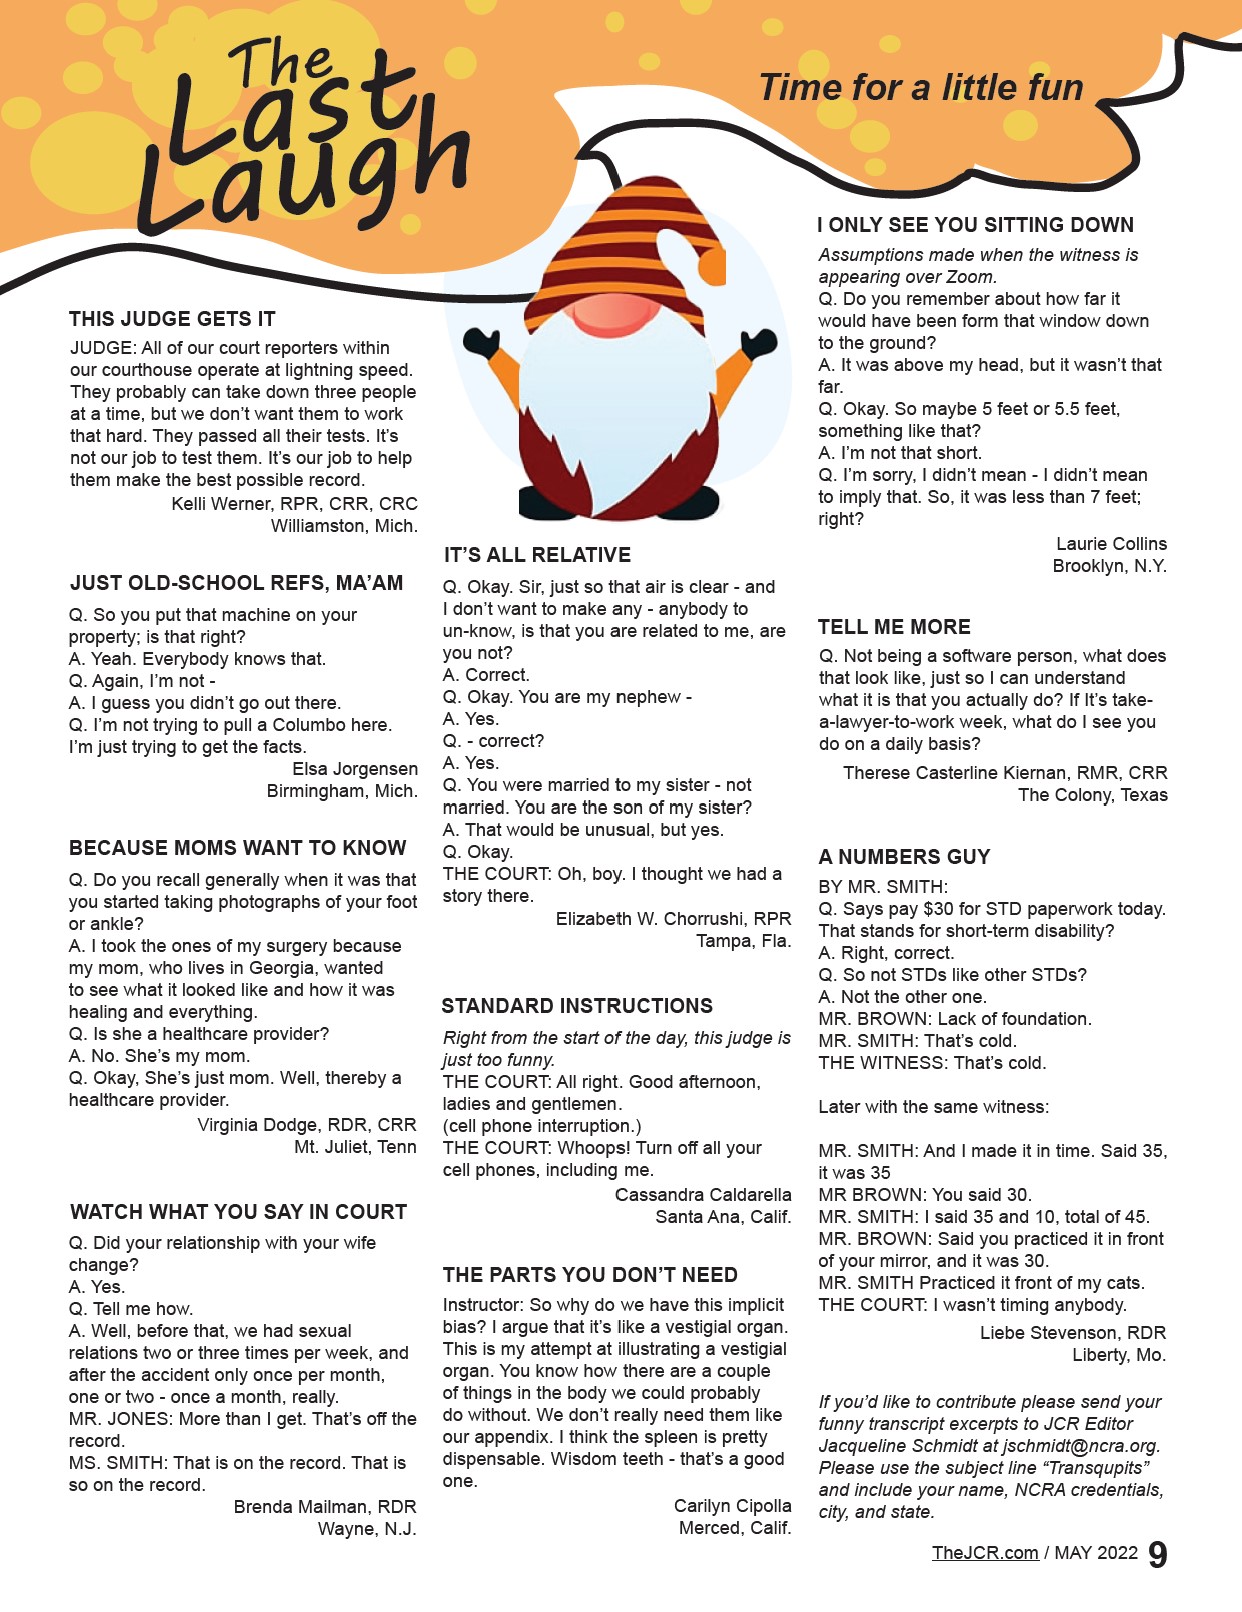 The
Last
Laugh
Time for a little fun
THIS JUDGE GETS IT
JUDGE: All of our court reporters within
our courthouse operate at lightning speed.
They probably can take down three people
at a time, but we don’t want them to work
that hard. They passed all their tests. It’s
not our job to test them. It’s our job to help
them make the best possible record.
Kelli Werner, RPR, CRR, CRC
Williamston, Mich.
JUST OLD-SCHOOL REFS, MA’AM
Q. So you put that machine on your
property; is that right?
A. Yeah. Everybody knows that.
Q. Again, I’m not -
A. I guess you didn’t go out there.
Q. I’m not trying to pull a Columbo here.
I’m just trying to get the facts.
Elsa Jorgensen
Birmingham, Mich.
BECAUSE MOMS WANT TO KNOW
Q. Do you recall generally when it was that
you started taking photographs of your foot
or ankle?
A. I took the ones of my surgery because
my mom, who lives in Georgia, wanted
to see what it looked like and how it was
healing and everything.
Q. Is she a healthcare provider?
A. No. She’s my mom.
Q. Okay, She’s just mom. Well, thereby a
healthcare provider.
Virginia Dodge, RDR, CRR
Mt. Juliet, Tenn
WATCH WHAT YOU SAY IN COURT
Q. Did your relationship with your wife
change?
A. Yes.
Q. Tell me how.
A. Well, before that, we had sexual
relations two or three times per week, and
after the accident only once per month,
one or two - once a month, really.
MR. JONES: More than I get. That’s off the
record.
MS. SMITH: That is on the record. That is
so on the record.
Brenda Mailman, RDR
Wayne, N.J.
IT’S ALL RELATIVE
Q. Okay. Sir, just so that air is clear - and
I don’t want to make any - anybody to
un-know, is that you are related to me, are
you not?
A. Correct.
Q. Okay. You are my nephew -
A. Yes.
Q. - correct?
A. Yes.
Q. You were married to my sister - not
married. You are the son of my sister?
A. That would be unusual, but yes.
Q. Okay.
THE COURT: Oh, boy. I thought we had a
story there.
Elizabeth W. Chorrushi, RPR
Tampa, Fla.
STANDARD INSTRUCTIONS
Right from the start of the day, this judge is
just too funny.
THE COURT: All right. Good afternoon,
ladies and gentlemen.
(cell phone interruption.)
THE COURT: Whoops! Turn off all your
cell phones, including me.
Cassandra Caldarella
Santa Ana, Calif.
THE PARTS YOU DON’T NEED
Instructor: So why do we have this implicit
bias? I argue that it’s like a vestigial organ.
This is my attempt at illustrating a vestigial
organ. You know how there are a couple
of things in the body we could probably
do without. We don’t really need them like
our appendix. I think the spleen is pretty
dispensable. Wisdom teeth - that’s a good
one.
Carilyn Cipolla
Merced, Calif.
I ONLY SEE YOU SITTING DOWN
Assumptions made when the witness is
appearing over Zoom.
Q. Do you remember about how far it
would have been form that window down
to the ground?
A. It was above my head, but it wasn’t that
far.
Q. Okay. So maybe 5 feet or 5.5 feet,
something like that?
A. I’m not that short.
Q. I’m sorry, I didn’t mean - I didn’t mean
to imply that. So, it was less than 7 feet;
right?
Laurie Collins
Brooklyn, N.Y.
TELL ME MORE
Q. Not being a software person, what does
that look like, just so I can understand
what it is that you actually do? If It’s take-
a-lawyer-to-work week, what do I see you
do on a daily basis?
Therese Casterline Kiernan, RMR, CRR
The Colony, Texas
A NUMBERS GUY
BY MR. SMITH:
Q. Says pay $30 for STD paperwork today.
That stands for short-term disability?
A. Right, correct.
Q. So not STDs like other STDs?
A. Not the other one.
MR. BROWN: Lack of foundation.
MR. SMITH: That’s cold.
THE WITNESS: That’s cold.
Later with the same witness:
MR. SMITH: And I made it in time. Said 35,
it was 35
MR BROWN: You said 30.
MR. SMITH: I said 35 and 10, total of 45.
MR. BROWN: Said you practiced it in front
of your mirror, and it was 30.
MR. SMITH Practiced it front of my cats.
THE COURT: I wasn’t timing anybody.
Liebe Stevenson, RDR
Liberty, Mo.
If you’d like to contribute please send your
funny transcript excerpts to JCR Editor
Jacqueline Schmidt at jschmidt@ncra.org.
Please use the subject line “Transqupits”
and include your name, NCRA credentials,
city, and state.
TheJCR.com / MAY 2022 9